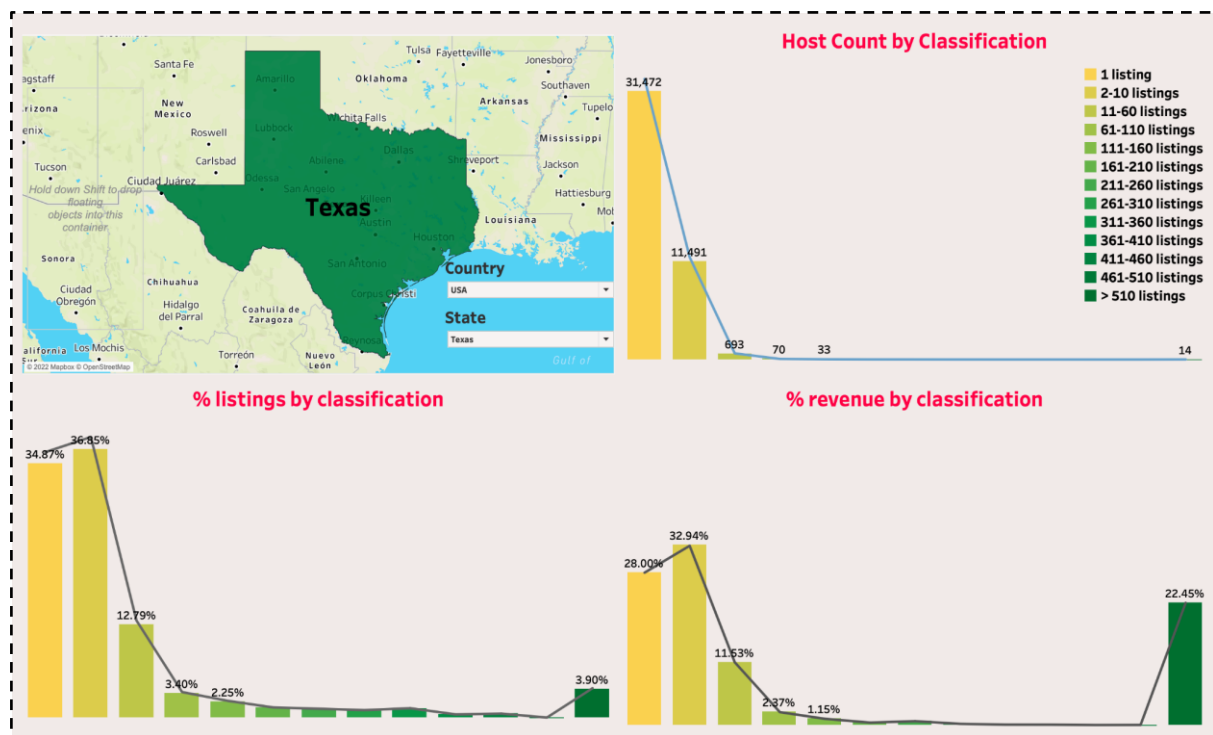 Tulsa
Fayetteville
Jonesboro
Santa Fe
agstaff
Amarillo
Oklahoma
Southaven
rizona
New
Mexico
Arkansas
Tupelo
enix
Roswell
Lubbock
Wichita Falls
Mississippi
Tucson
Carlsbad
Abilene
Dallas
Shreveport
Jackson
Ciudad Juárez
Odessa
San Angelo
Killeen
Hattiesburg
Hold down Shift to drop
floating
objects into this
container
Texas
Austin
Louisiana
Mo
Houston
Sonora
San Antonio
Country
USA
Ciudad
Obregón
Chihuahua
Hidalgo
del Parral
Coahuila de
Zaragoza
Corpus Christi
State
Texas
alifornia
Sur
Los Mochis
Torreón
Nuevo
León
Reynosa
Gulf of
© 2022 Mapbox © OpenStreetMap
Host Count by Classification
31,472
11,491
693
70
33
14
1 listing
2-10 listings
11-60 listings
61-110 listings
111-160 listings
161-210 listings
211-260 listings
261-310 listings
311-360 listings
361-410 listings
411-460 listings
461-510 listings
> 510 listings
% listings by classification
34.87%
36.85%
12.79%
3.40%
2.25%
3.90%
% revenue by classification
28.00%
32.94%
11.53%
2.37%
1.15%
22.45%